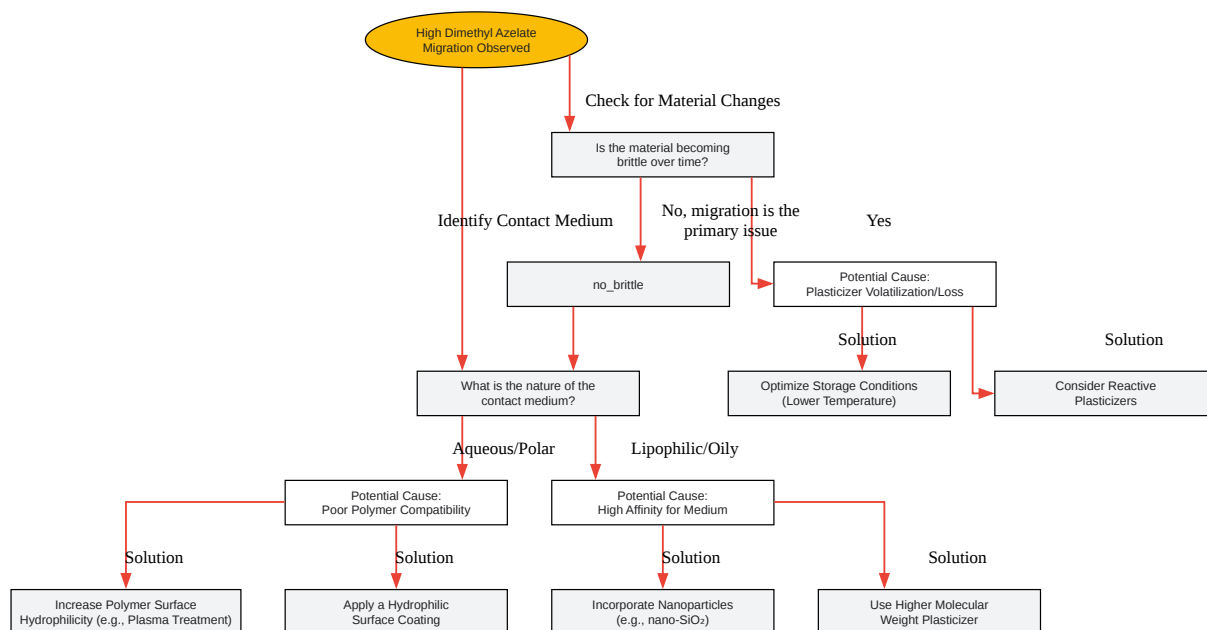 High Dimethyl Azelate
Migration Observed
Check for Material Changes
Is the material becoming
brittle over time?
Identify Contact Medium
No, migration is the
primary issue
Yes
no_brittle
Potential Cause:
Plasticizer Volatilization/Loss
Solution
Solution
What is the nature of the
contact medium?
Optimize Storage Conditions
(Lower Temperature)
Consider Reactive
Plasticizers
Aqueous/Polar
Lipophilic/Oily
Potential Cause:
Poor Polymer Compatibility
Potential Cause:
High Affinity for Medium
Solution
Solution
Solution
Solution
Increase Polymer Surface
Hydrophilicity (e.g., Plasma Treatment)
Apply a Hydrophilic
Surface Coating
Incorporate Nanoparticles
(e.g., nano-SiO₂)
Use Higher Molecular
Weight Plasticizer